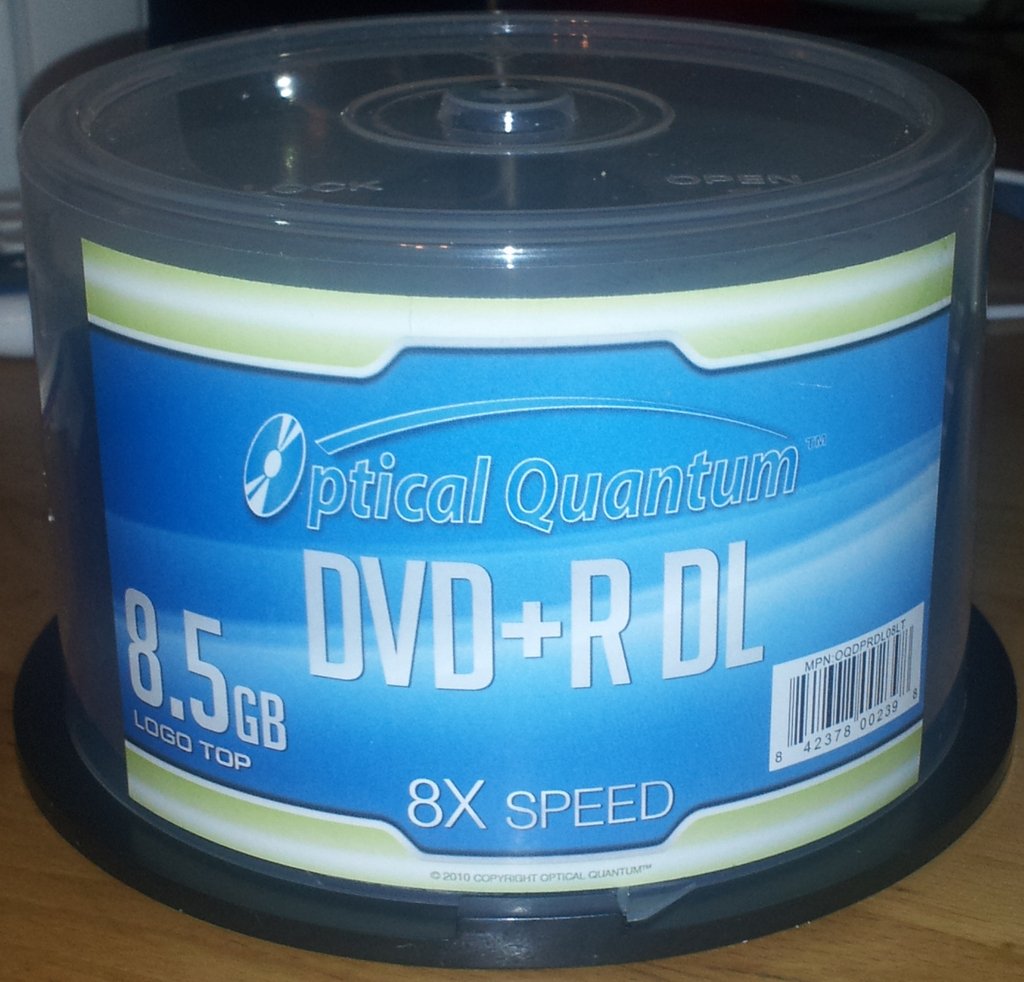 LOCK OPEN
Optical Quantum™
DVD+R DL
8.5GB
LOGO TOP
MPN:OQDPRDL08LT
8 42378 00239 8
8X SPEED
© 2010 COPYRIGHT OPTICAL QUANTUM™